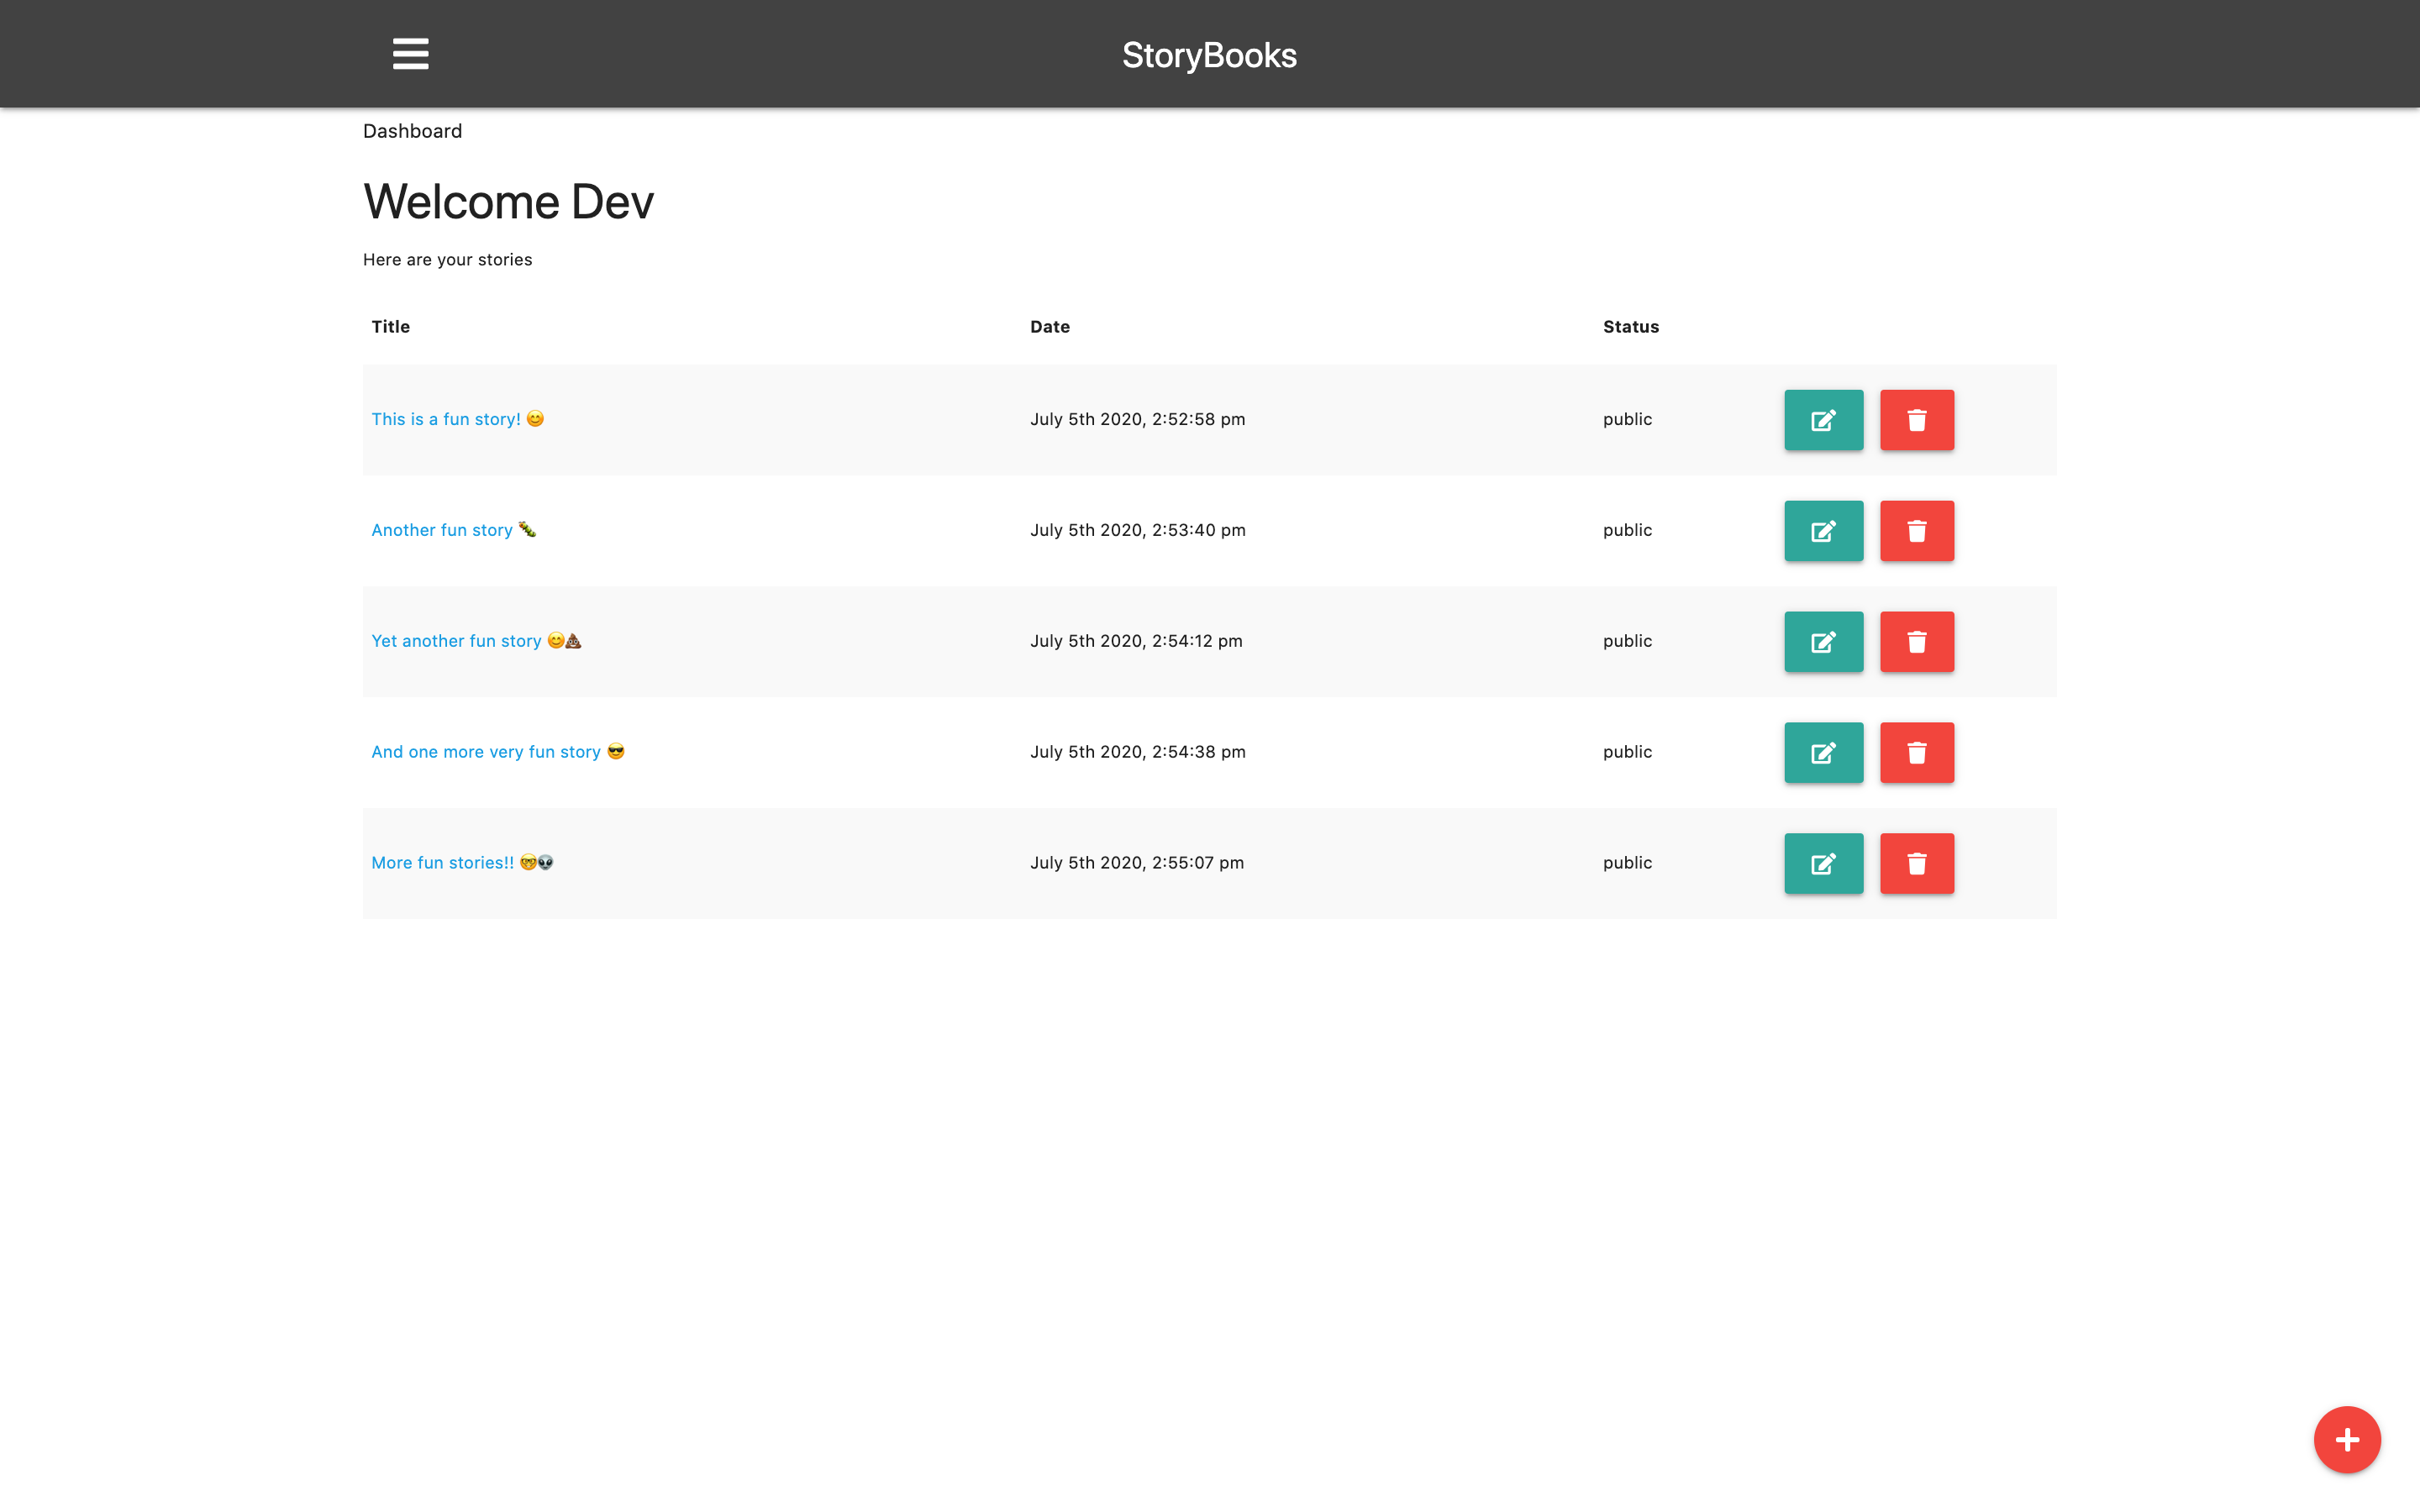 StoryBooks
Dashboard
Welcome Dev
Here are your stories
Title Date Status
This is a fun story! 😊 July 5th 2020, 2:52:58 pm public
Another fun story 🐛 July 5th 2020, 2:53:40 pm public
Yet another fun story 😊💩 July 5th 2020, 2:54:12 pm public
And one more very fun story 😎 July 5th 2020, 2:54:38 pm public
More fun stories!! 🤓👽 July 5th 2020, 2:55:07 pm public